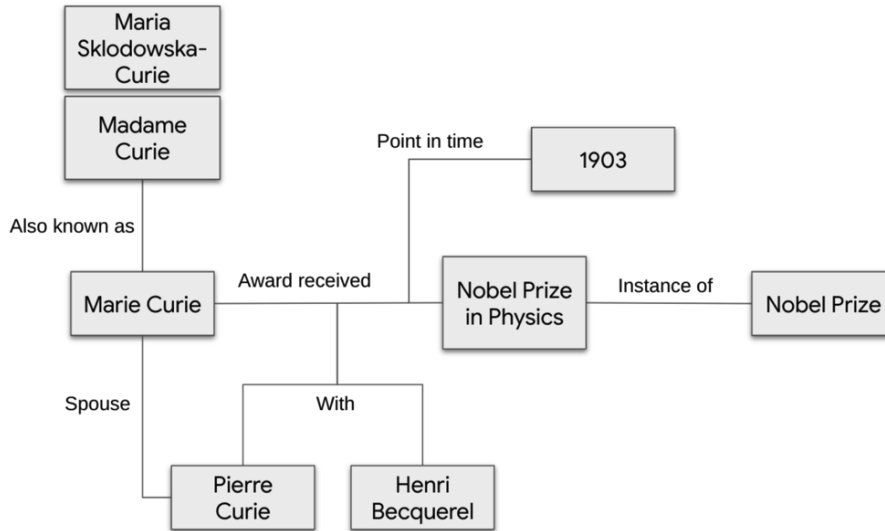 Maria
Sklodowska-
Curie
Madame
Curie
Point in time
1903
Also known as
Award received
Marie Curie
Nobel Prize
in Physics
Instance of
Nobel Prize
Spouse
With
Pierre
Curie
Henri
Becquerel